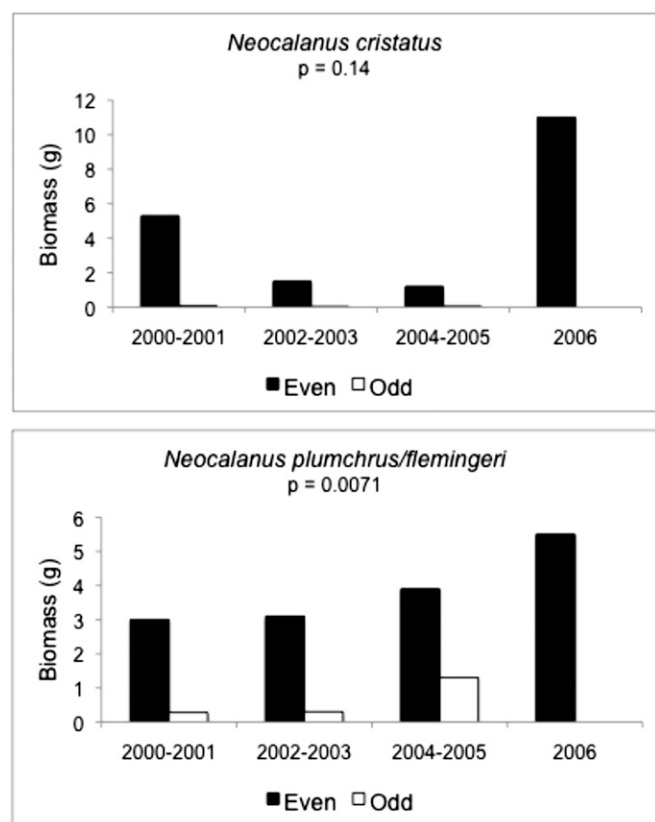 Neocalanus cristatus
p = 0.14
12
10
8
6
4
2
0
Biomass (g)
2000-2001 2002-2003 2004-2005 2006
Even Odd
Neocalanus plumchrus/flemingeri
p = 0.0071
6
5
4
3
2
1
0
Biomass (g)
2000-2001 2002-2003 2004-2005 2006
Even Odd